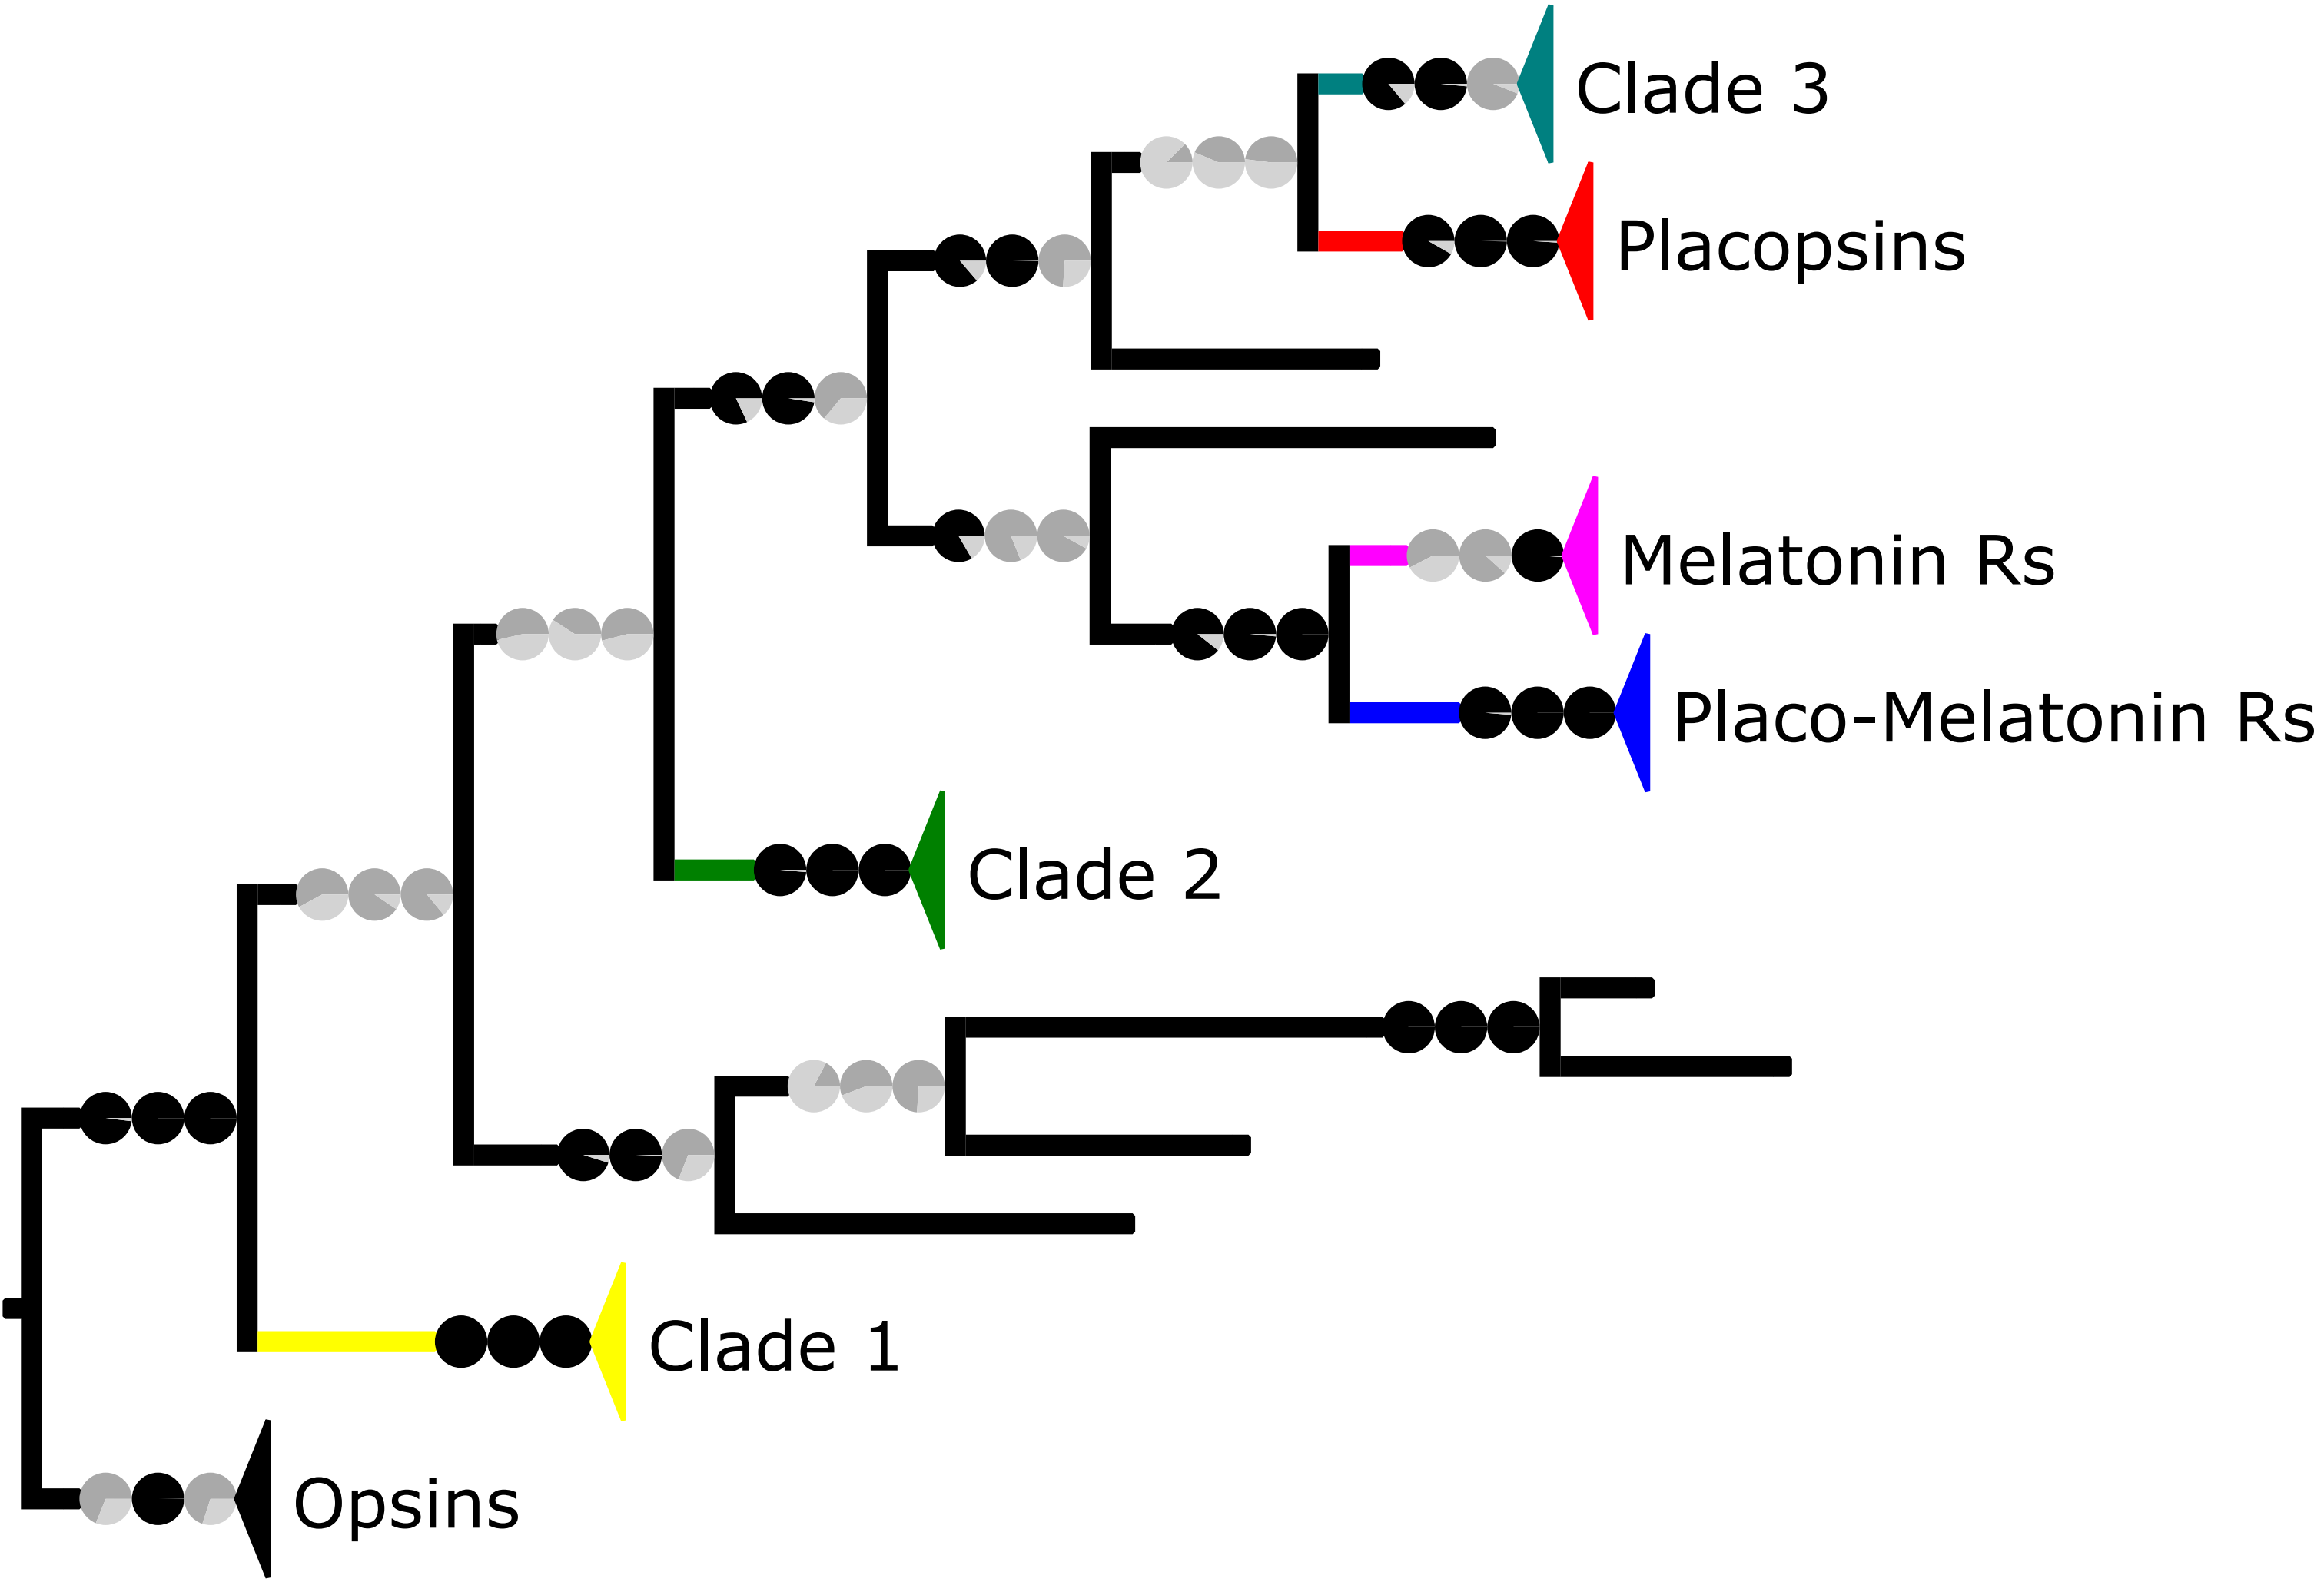 Clade 3
Placopsins
Melatonin Rs
Placo-Melatonin Rs
Clade 2
Clade 1
Opsins